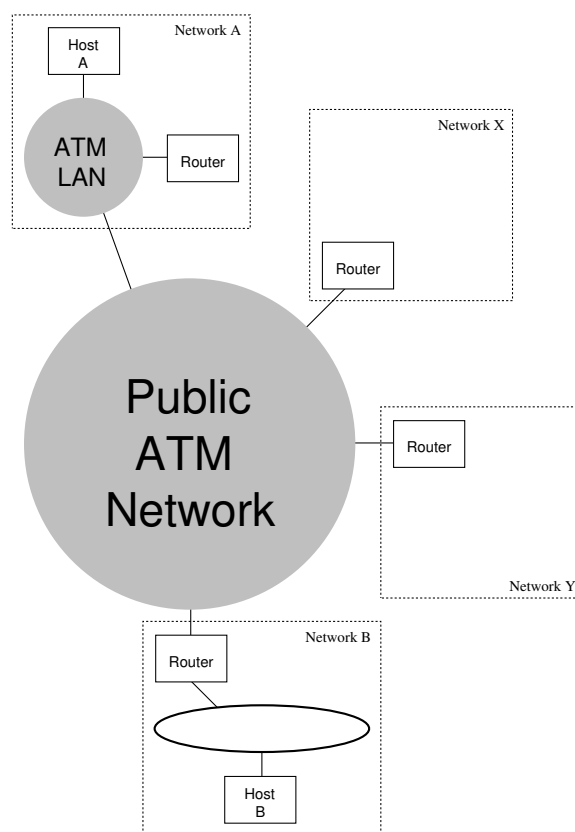 Network A
Host
A
ATM
LAN
Router
Network X
Router
Public
ATM
Network
Router
Network Y
Network B
Router
Host
B